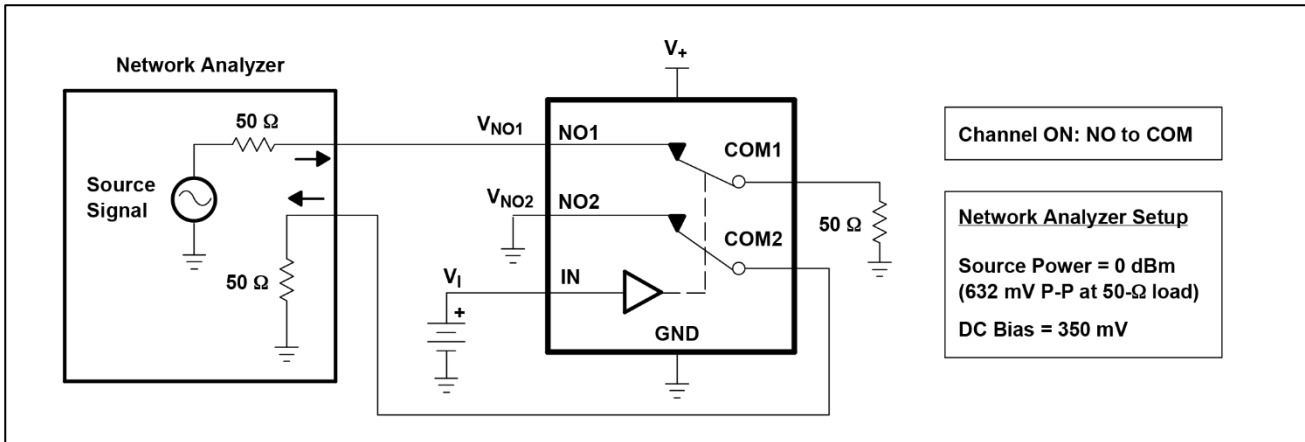 Network Analyzer
50 Ω
Source
Signal
50 Ω
V+
VNO1
NO1
COM1
VNO2
NO2
COM2
50 Ω
VI
IN
+
GND
Channel ON: NO to COM
Network Analyzer Setup
Source Power = 0 dBm
(632 mV P-P at 50-Ω load)
DC Bias = 350 mV